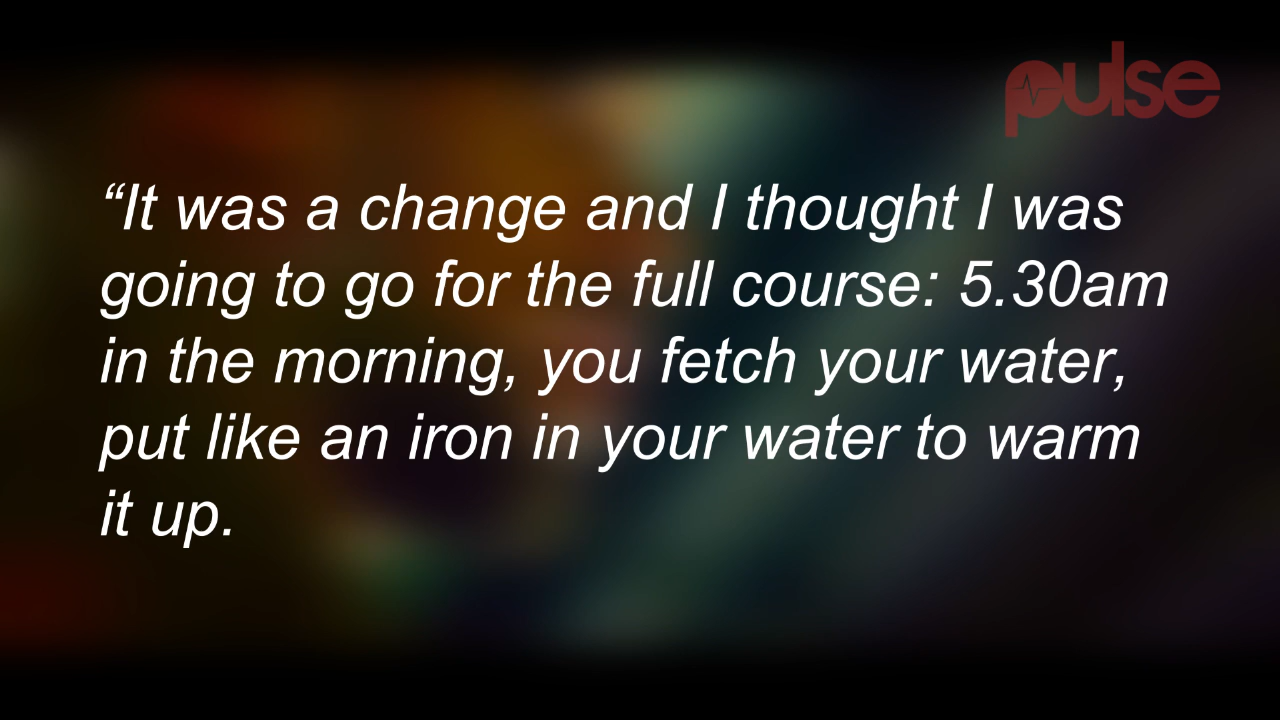 pulse
“It was a change and I thought I was
going to go for the full course: 5.30am
in the morning, you fetch your water,
put like an iron in your water to warm
it up.